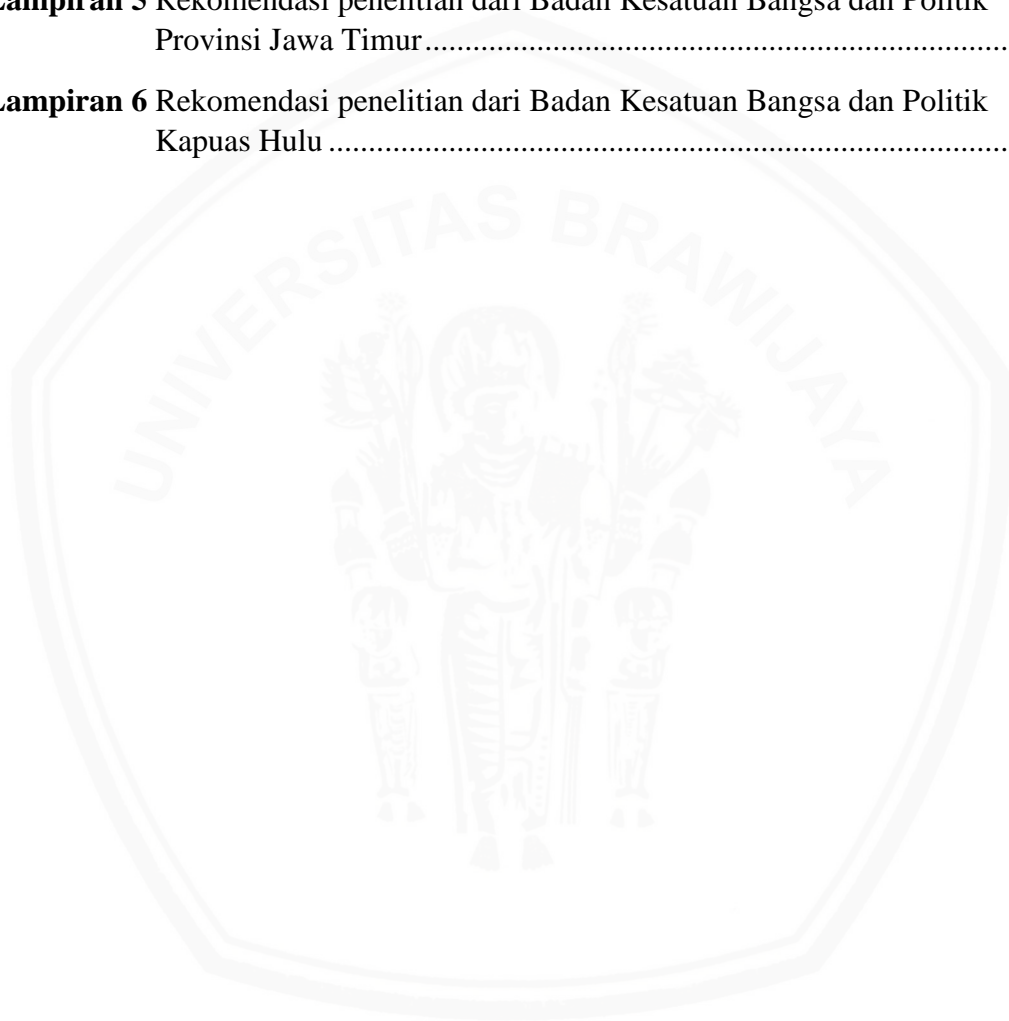 Lampiran 5 Rekomendasi penelitian dari Badan Kesatuan Bangsa dan Politik
Provinsi Jawa Timur..........................................................................
Lampiran 6 Rekomendasi penelitian dari Badan Kesatuan Bangsa dan Politik
Kapuas Hulu ......................................................................................
UNIVERSITAS BRAWIJAYA